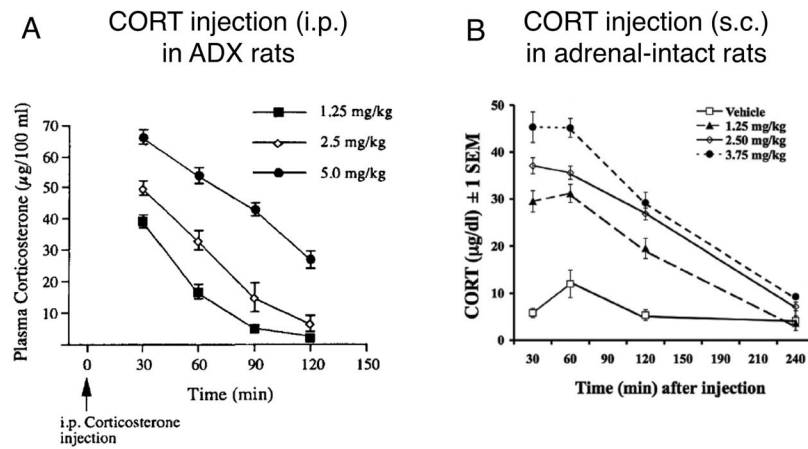 A
CORT injection (i.p.)
in ADX rats
1.25 mg/kg
2.5 mg/kg
5.0 mg/kg
Plasma Corticosterone (µg/100 ml)
70
60
50
40
30
20
10
0 30 60 90 120 150
Time (min)
i.p. Corticosterone
injection
B
CORT injection (s.c.)
in adrenal-intact rats
Vehicle
1.25 mg/kg
2.50 mg/kg
3.75 mg/kg
CORT (µg/dl) ± 1 SEM
50
40
30
20
10
0
30 60 90 120 150 190 210 240
Time (min) after injection